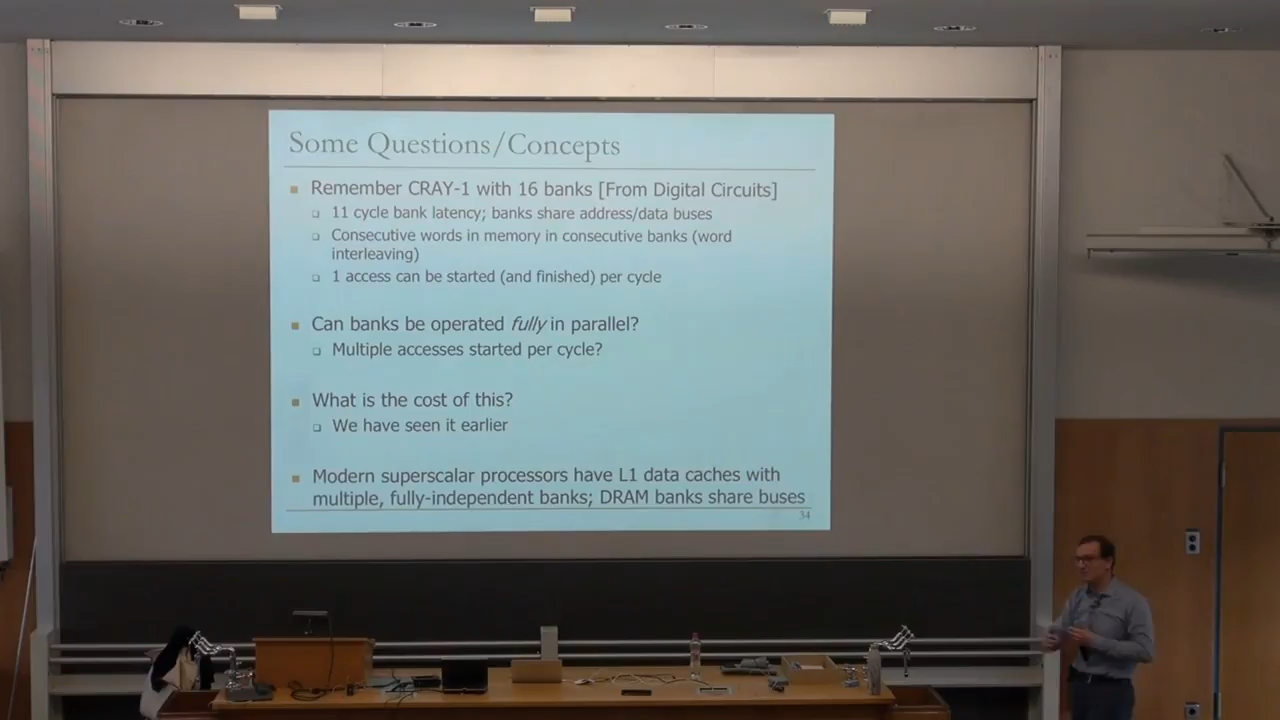 Some Questions/Concepts
Remember CRAY-1 with 16 banks [From Digital Circuits]
11 cycle bank latency; banks share address/data buses
Consecutive words in memory in consecutive banks (word
interleaving)
1 access can be started (and finished) per cycle
Can banks be operated fully in parallel?
Multiple accesses started per cycle?
What is the cost of this?
We have seen it earlier
Modern superscalar processors have L1 data caches with
multiple, fully-independent banks; DRAM banks share buses
34